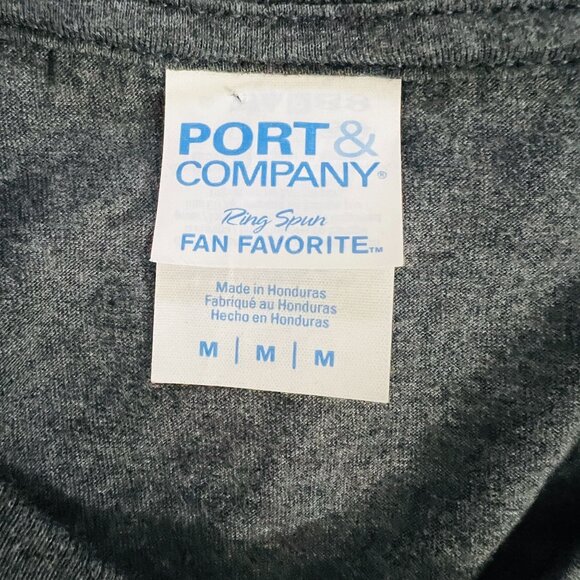 PORT &
COMPANY®
Ring Spun
FAN FAVORITE™
Made in Honduras
Fabriqué au Honduras
Hecho en Honduras
M | M | M